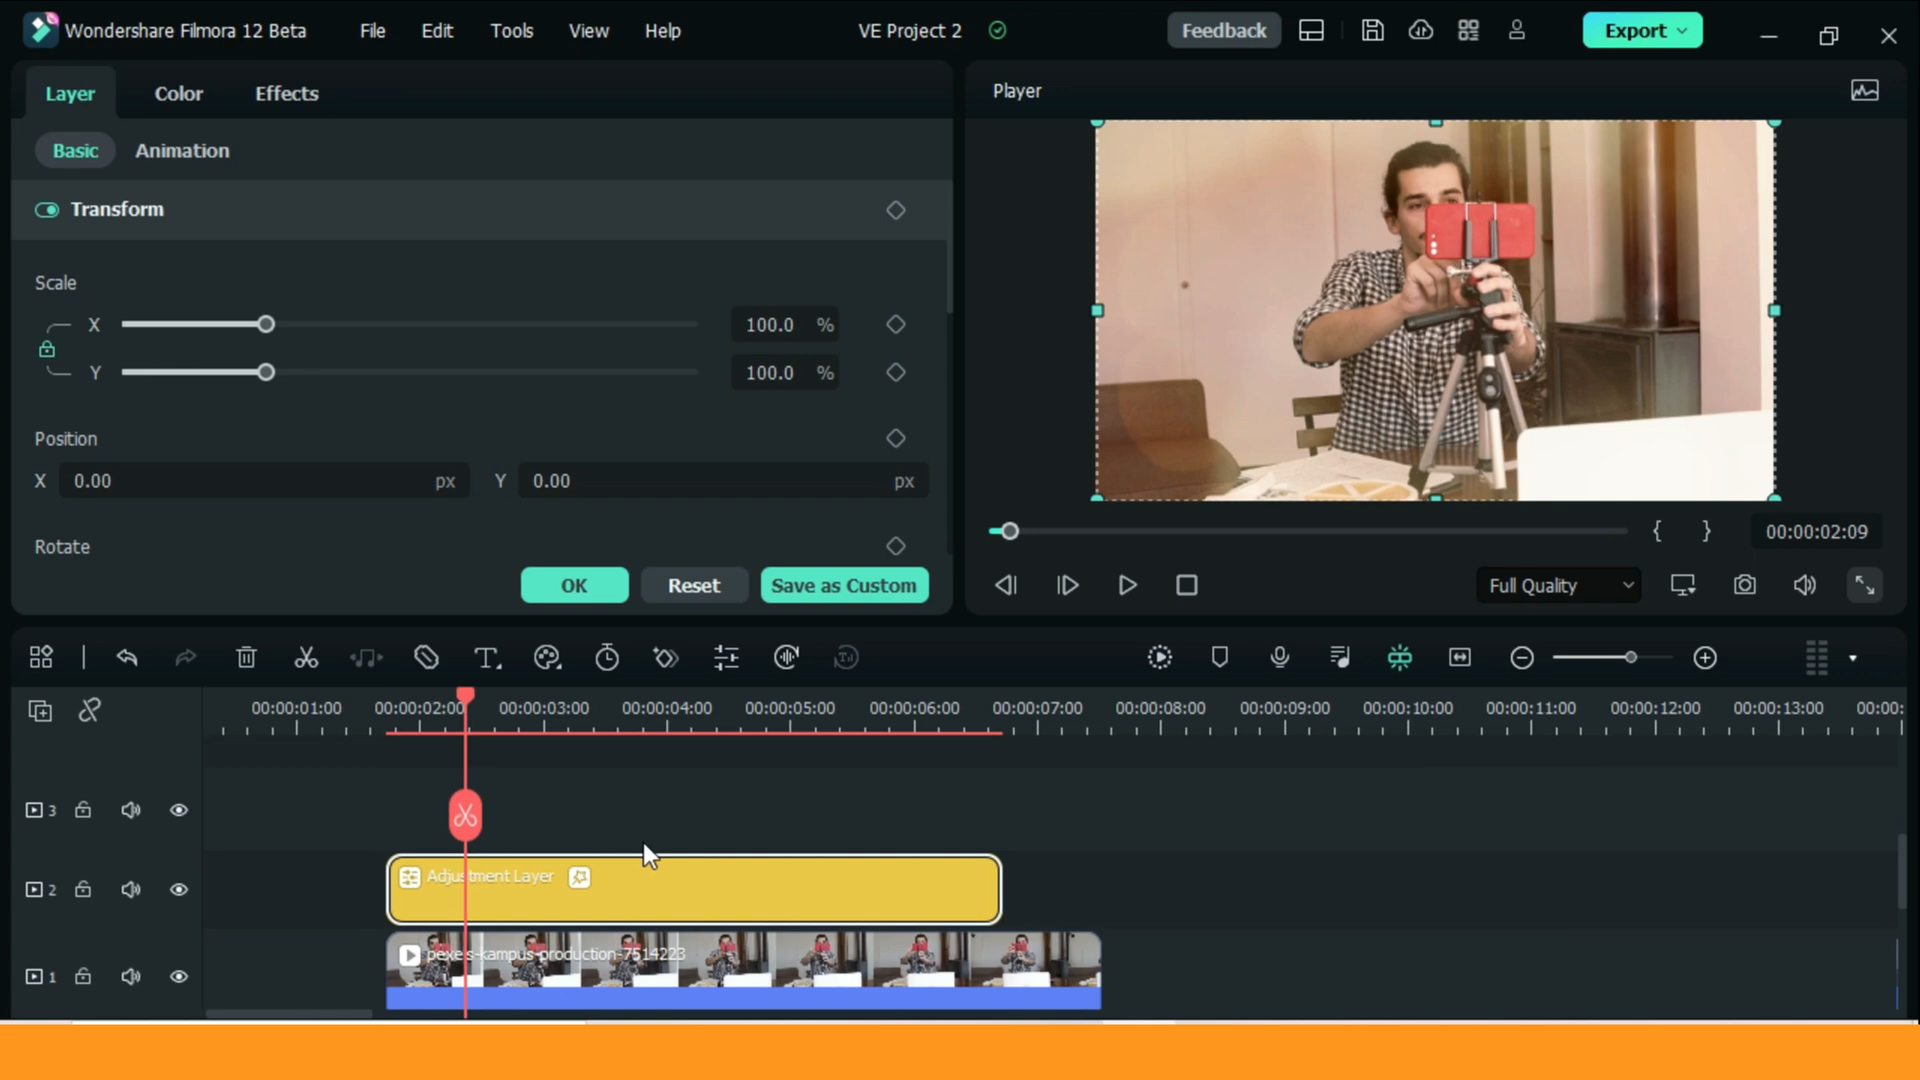 Wondershare Filmora 12 Beta File Edit Tools View Help VE Project 2 Feedback Export
Layer Color Effects
Basic Animation
Transform
Scale
X 100.0 %
Y 100.0 %
Position
X 0.00 px Y 0.00 px
Rotate
OK Reset Save as Custom
Player
00:00:02:09
Full Quality
00:00:01:00 00:00:02:00 00:00:03:00 00:00:04:00 00:00:05:00 00:00:06:00 00:00:07:00 00:00:08:00 00:00:09:00 00:00:10:00 00:00:11:00 00:00:12:00 00:00:13:00 00:00:
3
2 Adjustment Layer
1 pexels-kampus-production-7514223